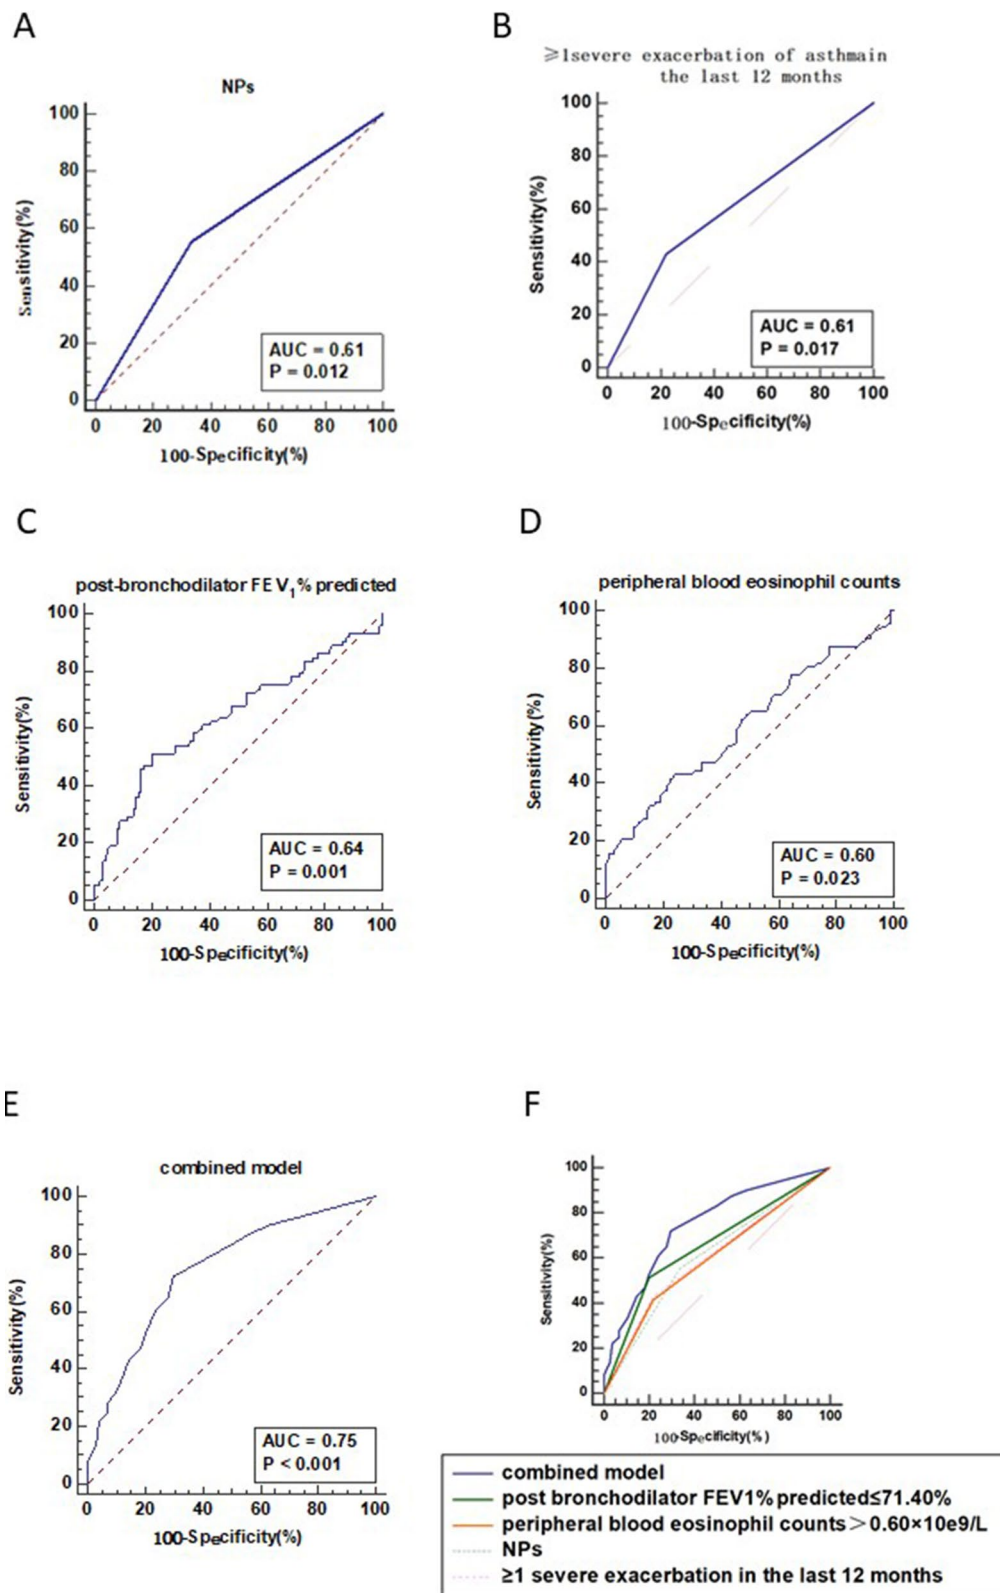 A
NPs
100
80
60
40
20
0
Sensitivity(%)
AUC = 0.61
P = 0.012
0 20 40 60 80 100
100-Specificity(%)
B
≥1severe exacerbation of asthmain
the last 12 months
100
80
60
40
20
0
Sensitivity(%)
AUC = 0.61
P = 0.017
0 20 40 60 80 100
100-Specificity(%)
C
post-bronchodilator FEV1% predicted
100
80
60
40
20
0
Sensitivity(%)
AUC = 0.64
P = 0.001
0 20 40 60 80 100
100-Specificity(%)
D
peripheral blood eosinophil counts
100
80
60
40
20
0
Sensitivity(%)
AUC = 0.60
P = 0.023
0 20 40 60 80 100
100-Specificity(%)
E
combined model
100
80
60
40
20
0
Sensitivity(%)
AUC = 0.75
P < 0.001
0 20 40 60 80 100
100-Specificity(%)
F
100
80
60
40
20
0
Sensitivity(%)
0 20 40 60 80 100
100-Specificity(%)
combined model
post bronchodilator FEV1% predicted≤71.40%
peripheral blood eosinophil counts＞0.60×10e9/L
NPs
≥1 severe exacerbation in the last 12 months